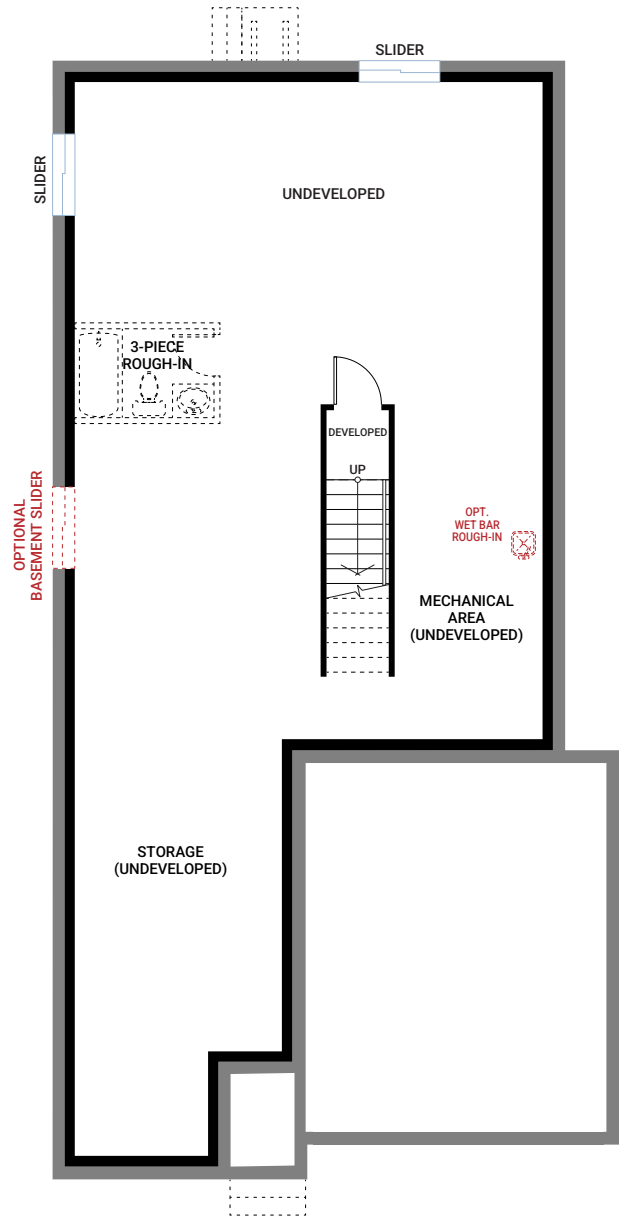 SLIDER
SLIDER
UNDEVELOPED
3-PIECE
ROUGH-IN
DEVELOPED
UP
OPTIONAL
BASEMENT SLIDER
OPT.
WET BAR
ROUGH-IN
MECHANICAL
AREA
(UNDEVELOPED)
STORAGE
(UNDEVELOPED)